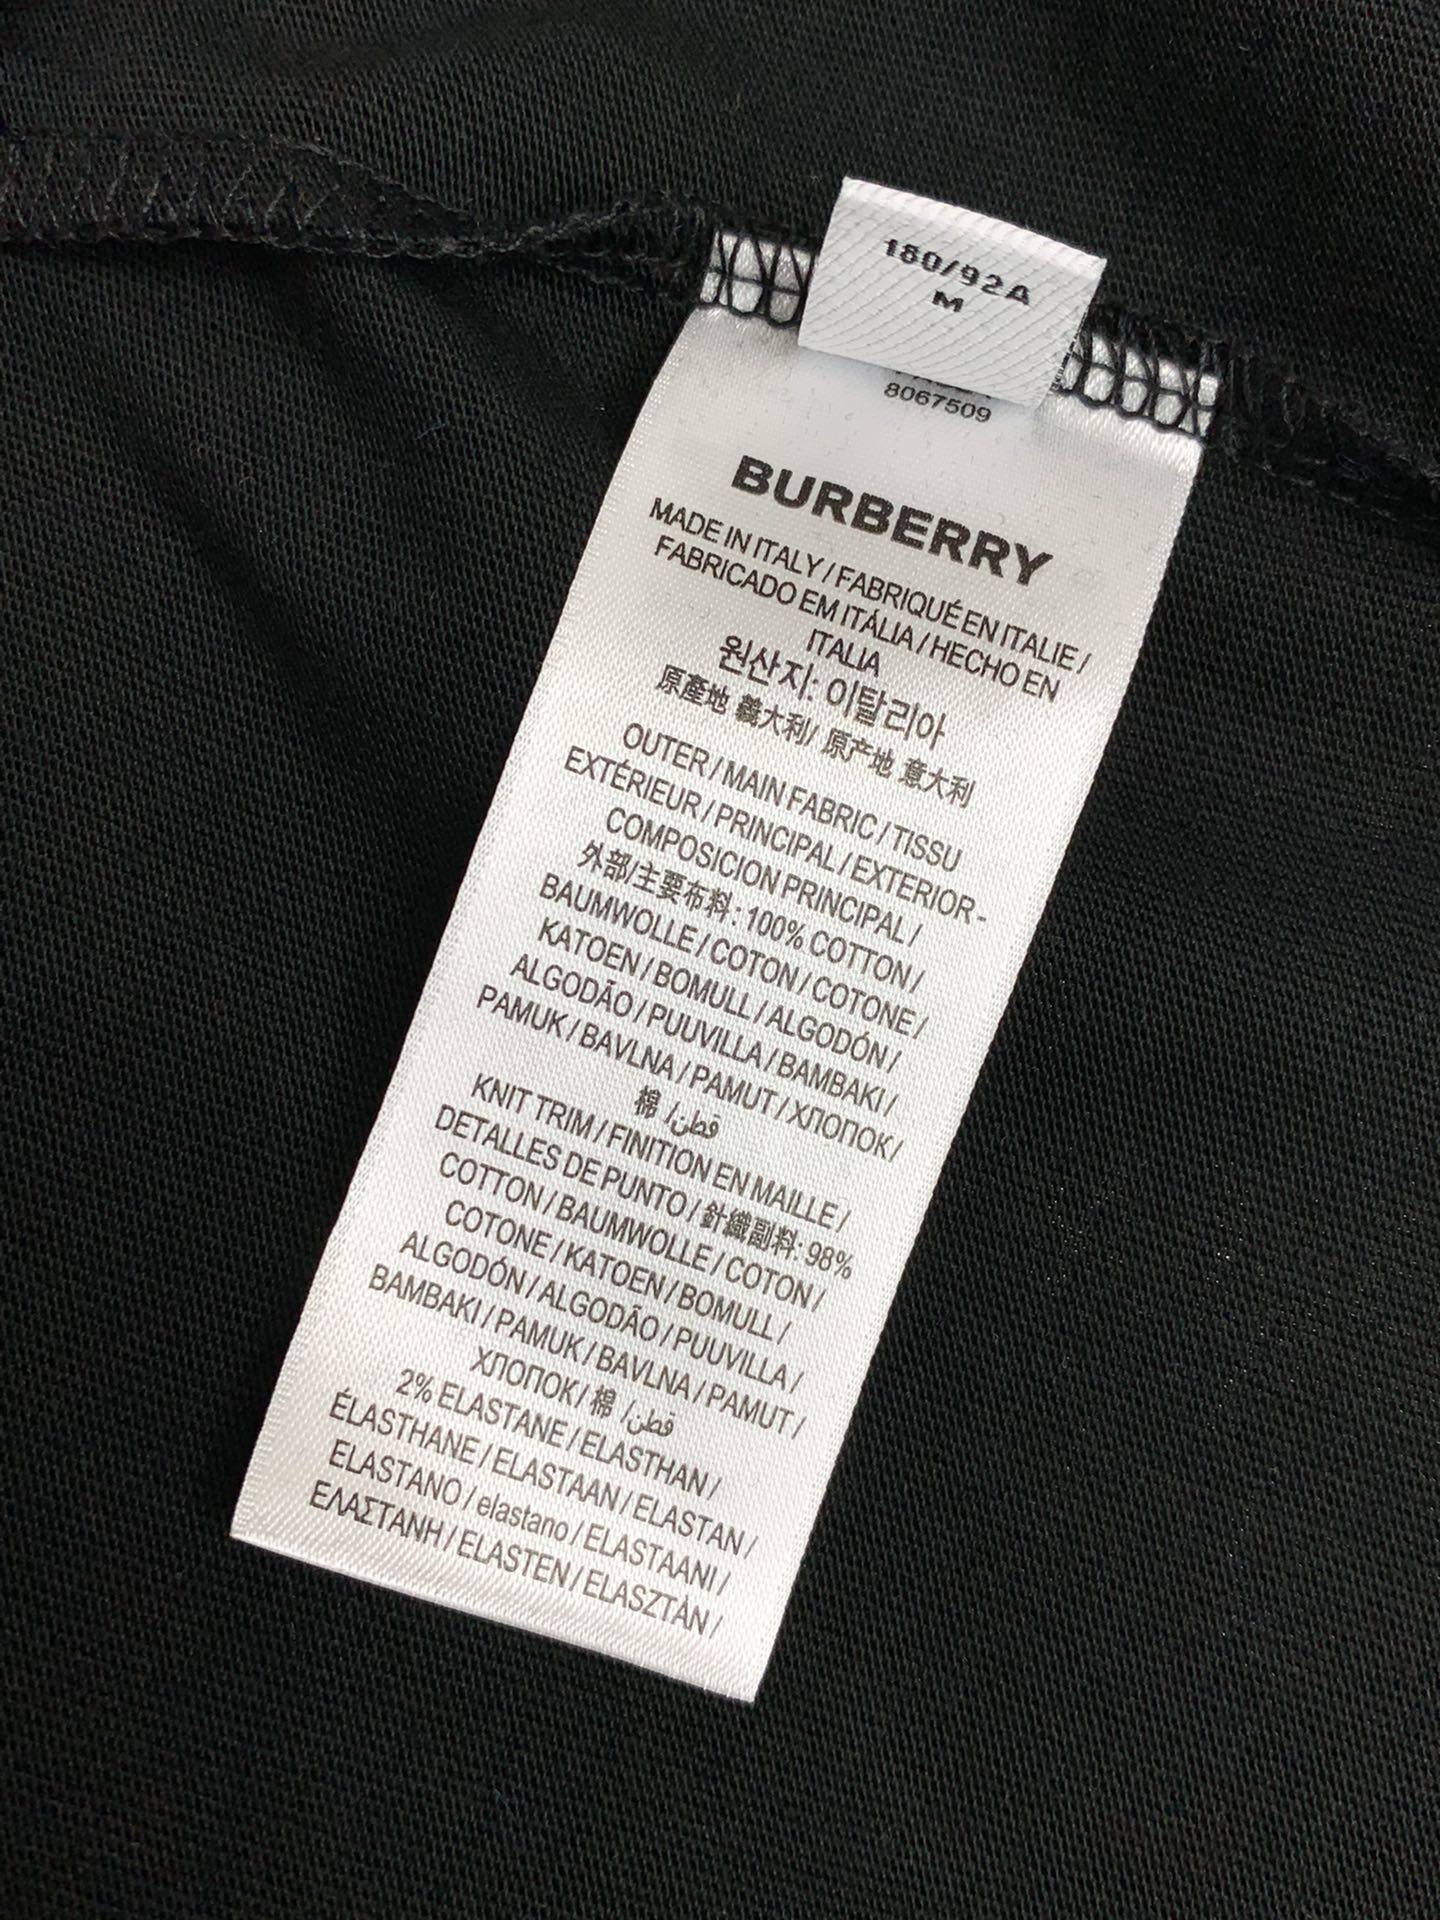 180/92A
M
8067509
BURBERRY
MADE IN ITALY / FABRIQUÉ EN ITALIE /
FABRICADO EM ITÁLIA / HECHO EN
ITALIA
원산지: 이탈리아
原產地 義大利/ 原产地 意大利
OUTER / MAIN FABRIC / TISSU
EXTÉRIEUR / PRINCIPAL / EXTERIOR -
COMPOSICION PRINCIPAL /
外部/主要布料: 100% COTTON /
BAUMWOLLE / COTON / COTONE /
KATOEN / BOMULL / ALGODÓN /
ALGODÃO / PUUVILLA / BAMBAKI /
PAMUK / BAVLNA / PAMUT / ХЛОПОК /
棉 / قطن
KNIT TRIM / FINITION EN MAILLE /
DETALLES DE PUNTO / 針織副料: 98%
COTTON / BAUMWOLLE / COTON /
COTONE / KATOEN / BOMULL /
ALGODÓN / ALGODÃO / PUUVILLA /
BAMBAKI / PAMUK / BAVLNA / PAMUT /
ХЛОПОК / 棉 / قطن
2% ELASTANE / ELASTHAN /
ÉLASTHANE / ELASTAAN / ELASTAN /
ELASTANO / elastano / ELASTAANI /
ΕΛΑΣΤΑΝΗ / ELASTEN / ELASZTÁN /